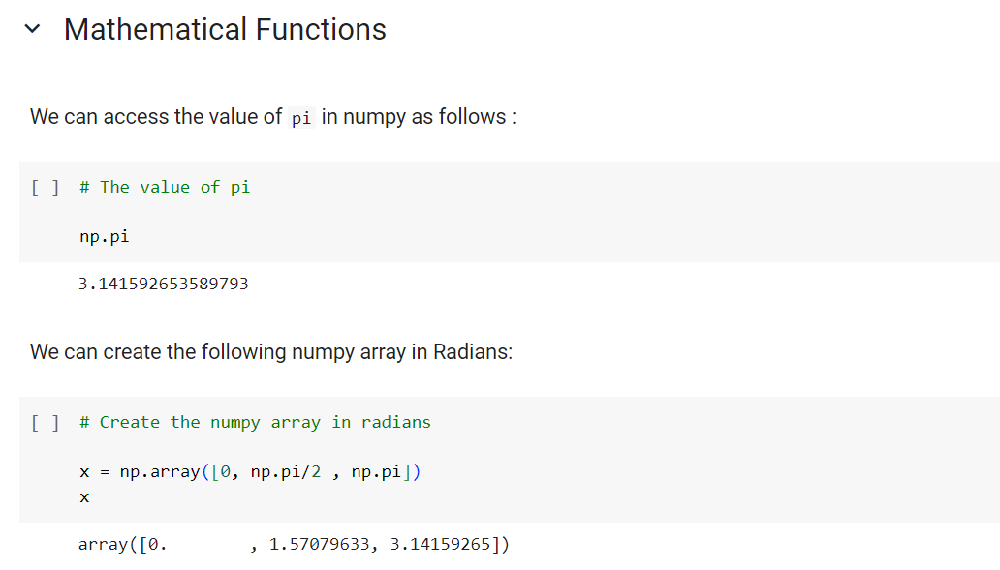 Mathematical Functions
We can access the value of pi in numpy as follows :
[ ] # The value of pi
np.pi
3.141592653589793
We can create the following numpy array in Radians:
[ ] # Create the numpy array in radians
x = np.array([0, np.pi/2 , np.pi])
x
array([0.        , 1.57079633, 3.14159265])